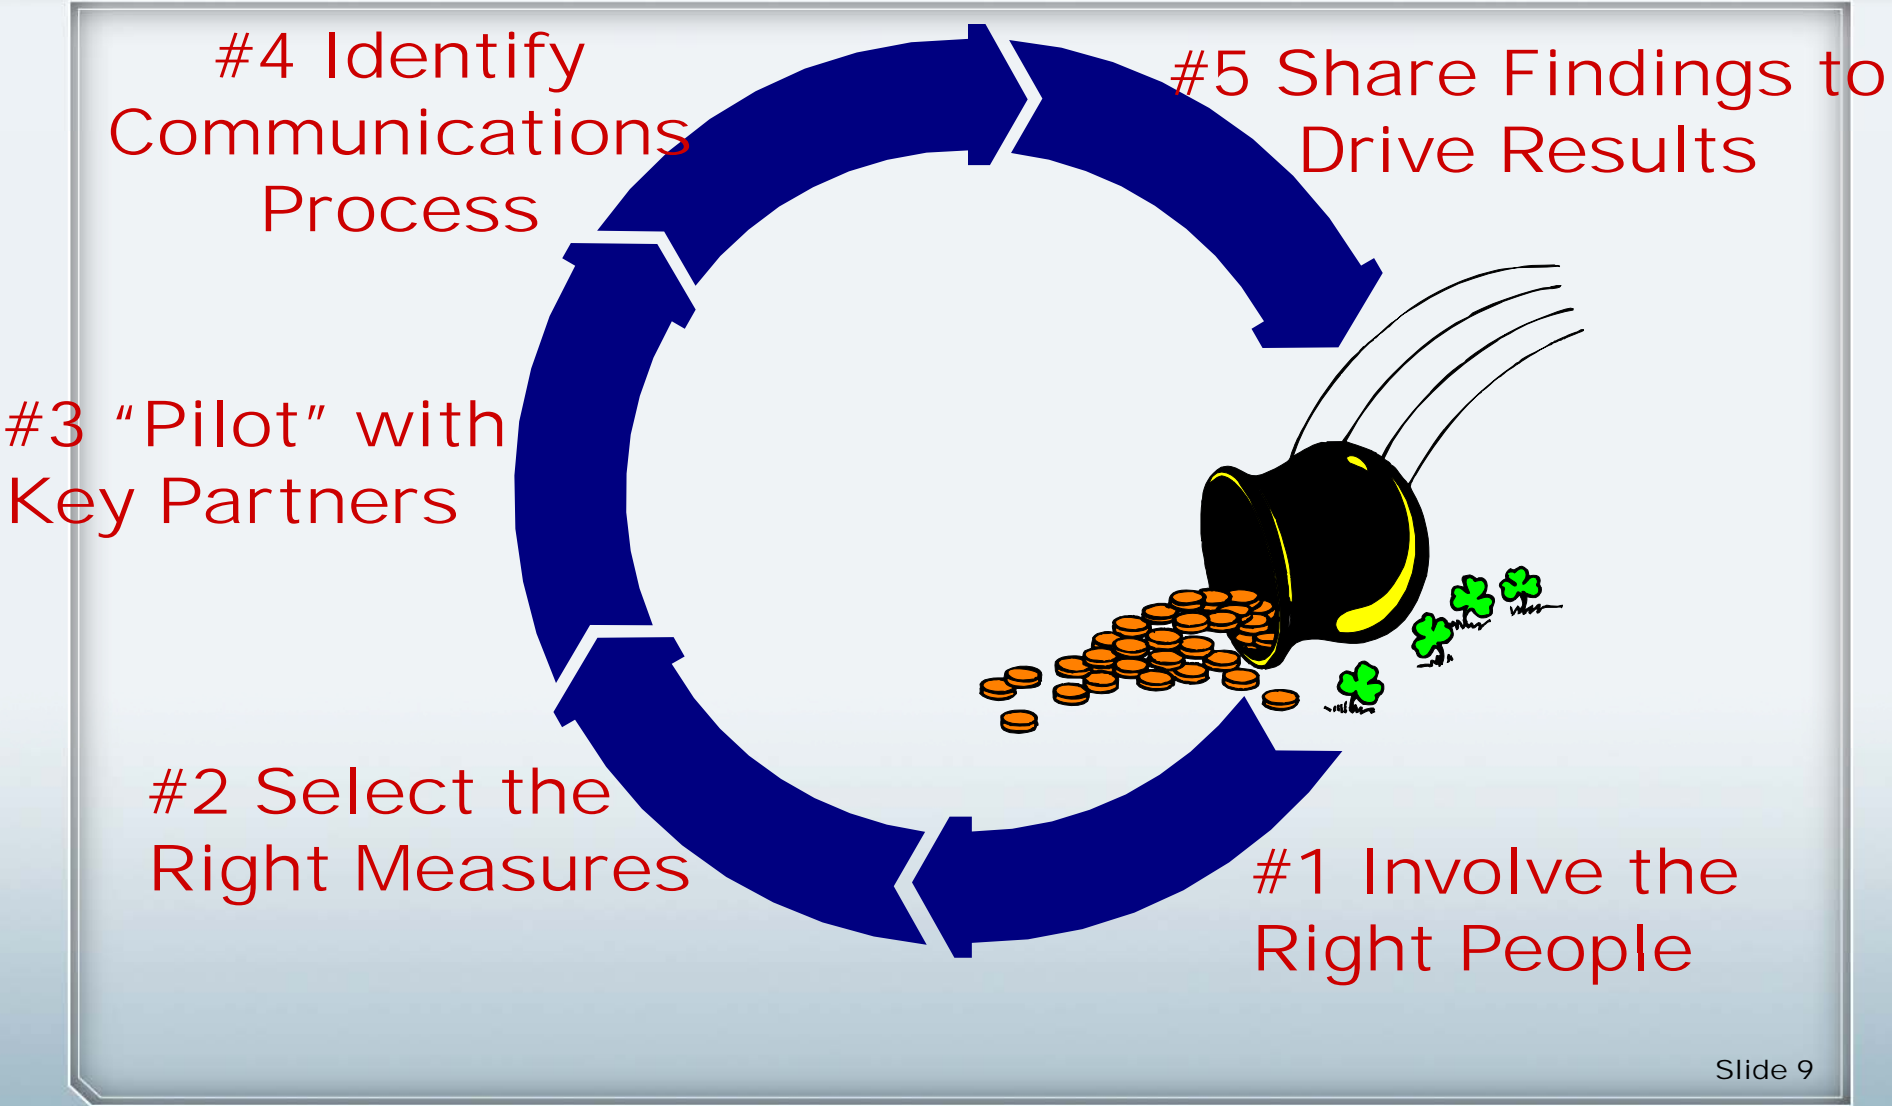 #4 Identify
Communications
Process
#5 Share Findings to
Drive Results
#3 “Pilot” with
Key Partners
#2 Select the
Right Measures
#1 Involve the
Right People
Slide 9